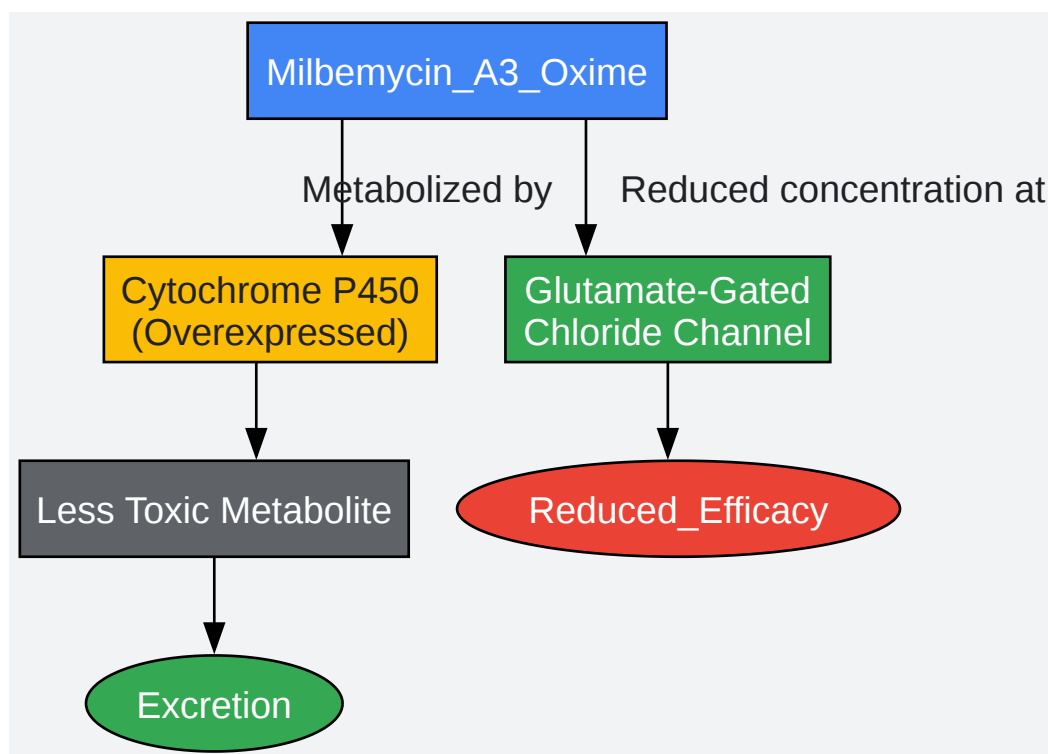 Milbemycin_A3_Oxime
Metabolized by
Reduced concentration at
Cytochrome P450
(Overexpressed)
Glutamate-Gated
Chloride Channel
Less Toxic Metabolite
Reduced_Efficacy
Excretion